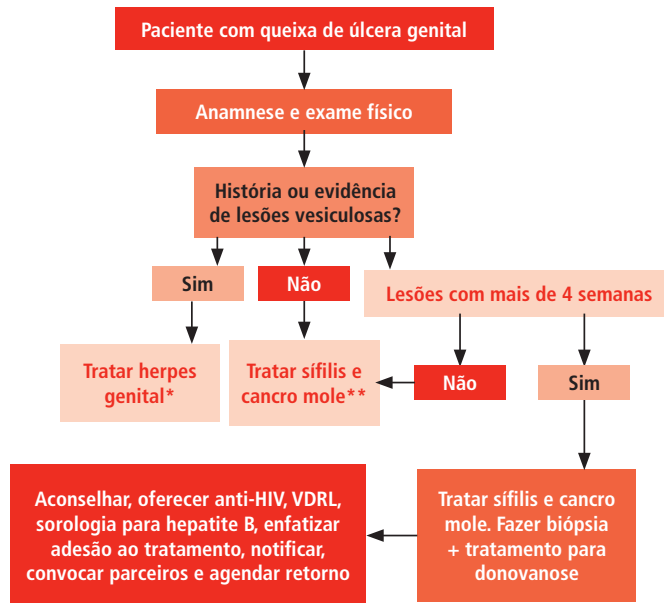 Paciente com queixa de úlcera genital
Anamnese e exame físico
História ou evidência
de lesões vesiculosas?
Sim
Não
Lesões com mais de 4 semanas
Tratar herpes
genital*
Tratar sífilis e
cancro mole**
Não
Sim
Aconselhar, oferecer anti-HIV, VDRL,
sorologia para hepatite B, enfatizar
adesão ao tratamento, notificar,
convocar parceiros e agendar retorno
Tratar sífilis e cancro
mole. Fazer biópsia
+ tratamento para
donovanose